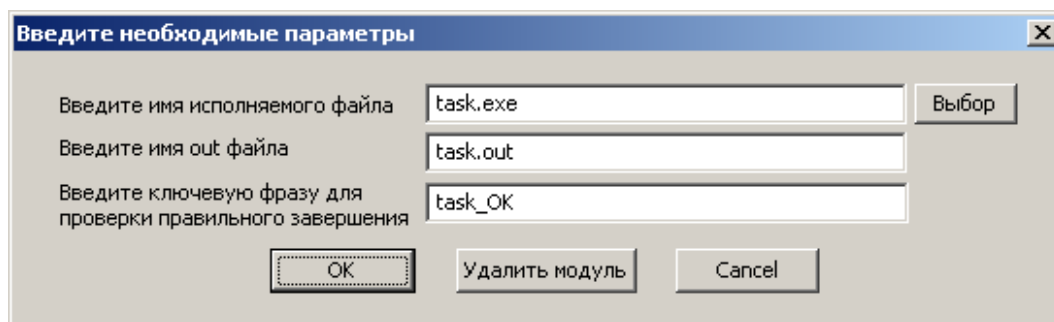 Введите необходимые параметры
Введите имя исполняемого файла task.exe Выбор
Введите имя out файла task.out
Введите ключевую фразу для
проверки правильного завершения task_OK
OK Удалить модуль Cancel